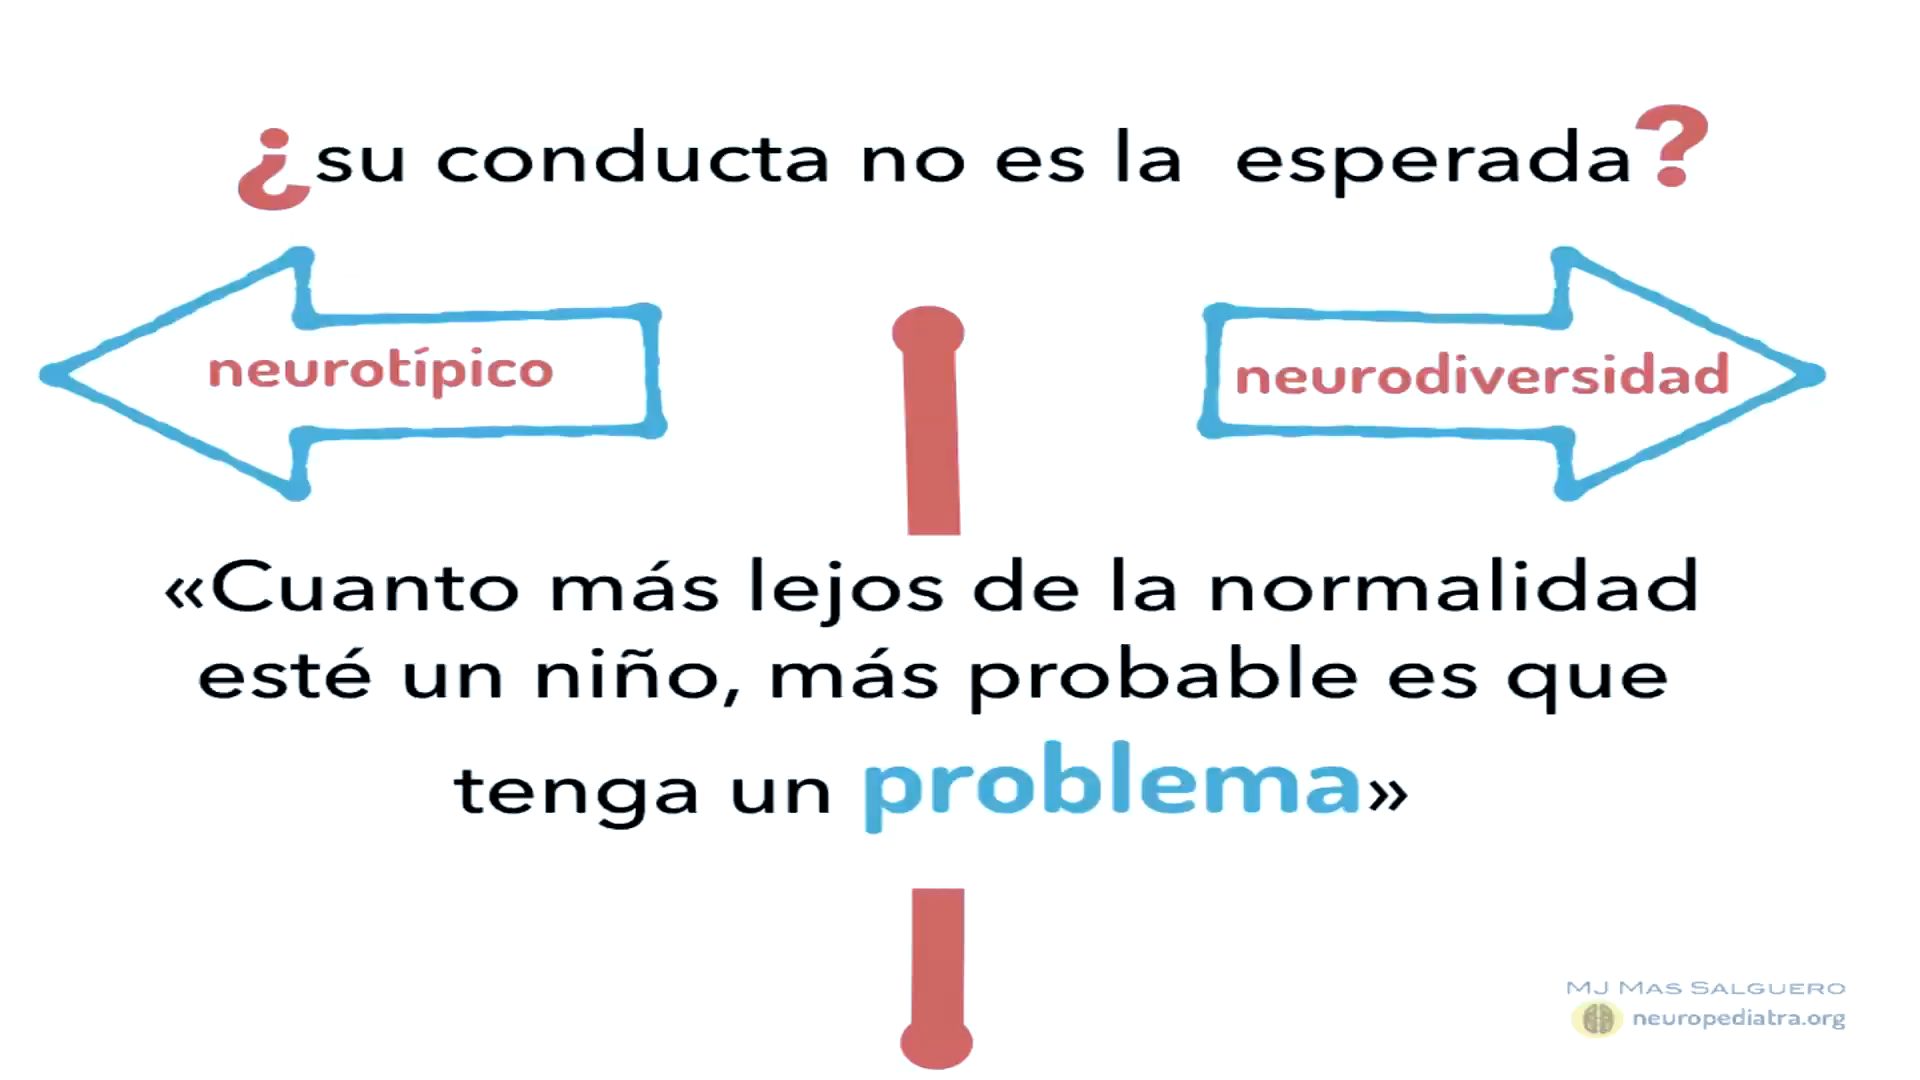 ¿su conducta no es la esperada?
neurotípico
neurodiversidad
«Cuanto más lejos de la normalidad
esté un niño, más probable es que
tenga un problema»
MJ MAS SALGUERO
neuropediatra.org